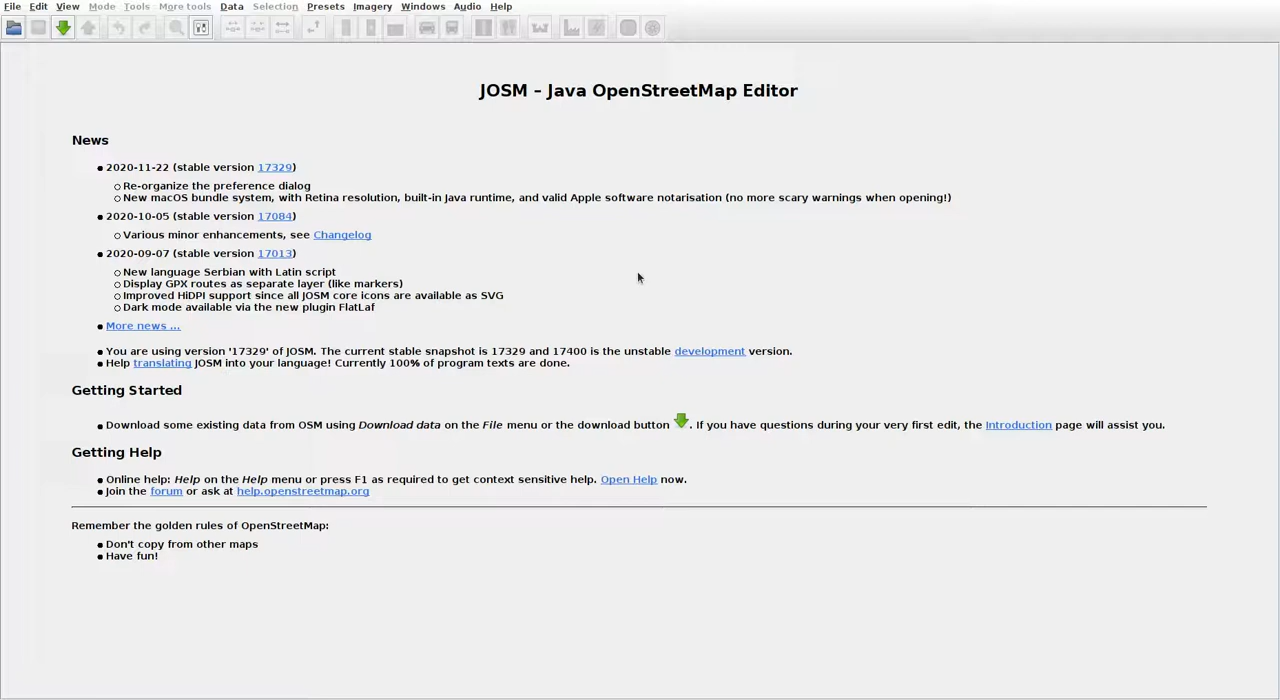 File Edit View Mode Tools More tools Data Selection Presets Imagery Windows Audio Help
JOSM – Java OpenStreetMap Editor
News
2020-11-22 (stable version 17329)
Re-organize the preference dialog
New macOS bundle system, with Retina resolution, built-in Java runtime, and valid Apple software notarisation (no more scary warnings when opening!)
2020-10-05 (stable version 17084)
Various minor enhancements, see Changelog
2020-09-07 (stable version 17013)
New language Serbian with Latin script
Display GPX routes as separate layer (like markers)
Improved HiDPI support since all JOSM core icons are available as SVG
Dark mode available via the new plugin FlatLaf
More news ...
You are using version '17329' of JOSM. The current stable snapshot is 17329 and 17400 is the unstable development version.
Help translating JOSM into your language! Currently 100% of program texts are done.
Getting Started
Download some existing data from OSM using Download data on the File menu or the download button . If you have questions during your very first edit, the Introduction page will assist you.
Getting Help
Online help: Help on the Help menu or press F1 as required to get context sensitive help. Open Help now.
Join the forum or ask at help.openstreetmap.org
Remember the golden rules of OpenStreetMap:
Don't copy from other maps
Have fun!